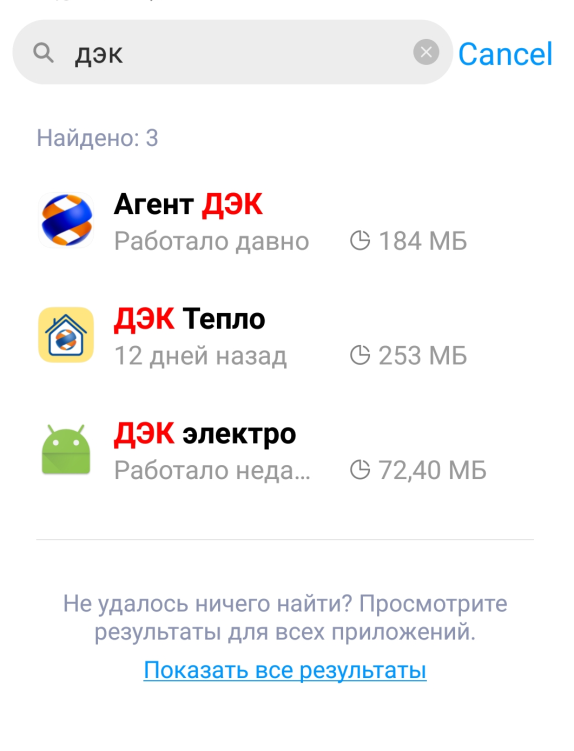 дэк Cancel
Найдено: 3
Агент ДЭК
Работало давно 184 МБ
ДЭК Тепло
12 дней назад 253 МБ
ДЭК электро
Работало неда... 72,40 МБ
Не удалось ничего найти? Просмотрите
результаты для всех приложений.
Показать все результаты